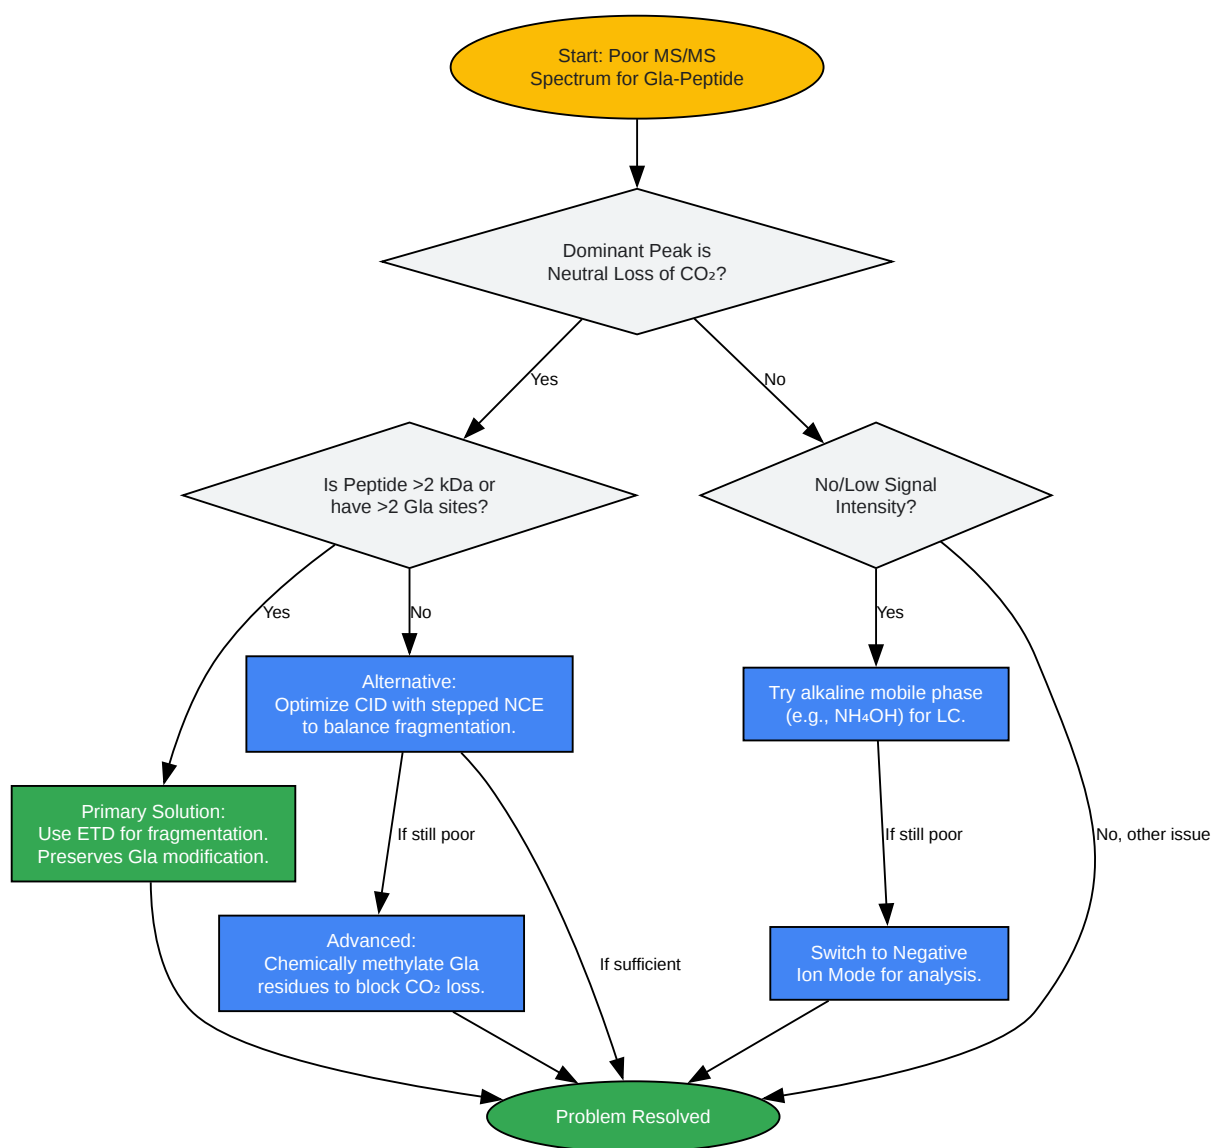 Start: Poor MS/MS
Spectrum for Gla-Peptide
Dominant Peak is
Neutral Loss of CO₂?
Yes
No
Is Peptide >2 kDa or
have >2 Gla sites?
No/Low Signal
Intensity?
Yes
No
Yes
Alternative:
Optimize CID with stepped NCE
to balance fragmentation.
Try alkaline mobile phase
(e.g., NH₄OH) for LC.
Primary Solution:
Use ETD for fragmentation.
Preserves Gla modification.
If still poor
If still poor
No, other issue
Advanced:
Chemically methylate Gla
residues to block CO₂ loss.
If sufficient
Switch to Negative
Ion Mode for analysis.
Problem Resolved